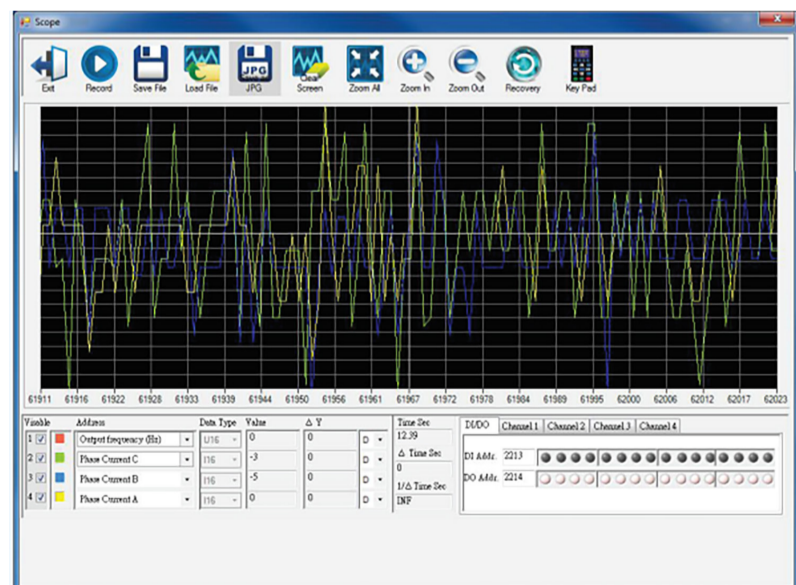 Scope
x
Exit Record Save File Load File JPG Screen Zoom All Zoom In Zoom Out Recovery Key Pad
JPG
Clear
61911 61916 61922 61928 61933 61939 61944 61950 61956 61961 61967 61972 61978 61984 61989 61995 62000 62006 62012 62017 62023
Visable Address Data Type Value Δ Y Time Sec DI/DO Channel 1 Channel 2 Channel 3 Channel 4
1 Output frequency (Hz) U16 0 0 D 12.39
2 Phase Current C I16 -3 0 D Δ Time Sec DI Addr. 2213
0
3 Phase Current B I16 -5 0 D 1/Δ Time Sec DO Addr. 2214
4 Phase Current A I16 0 0 D INF